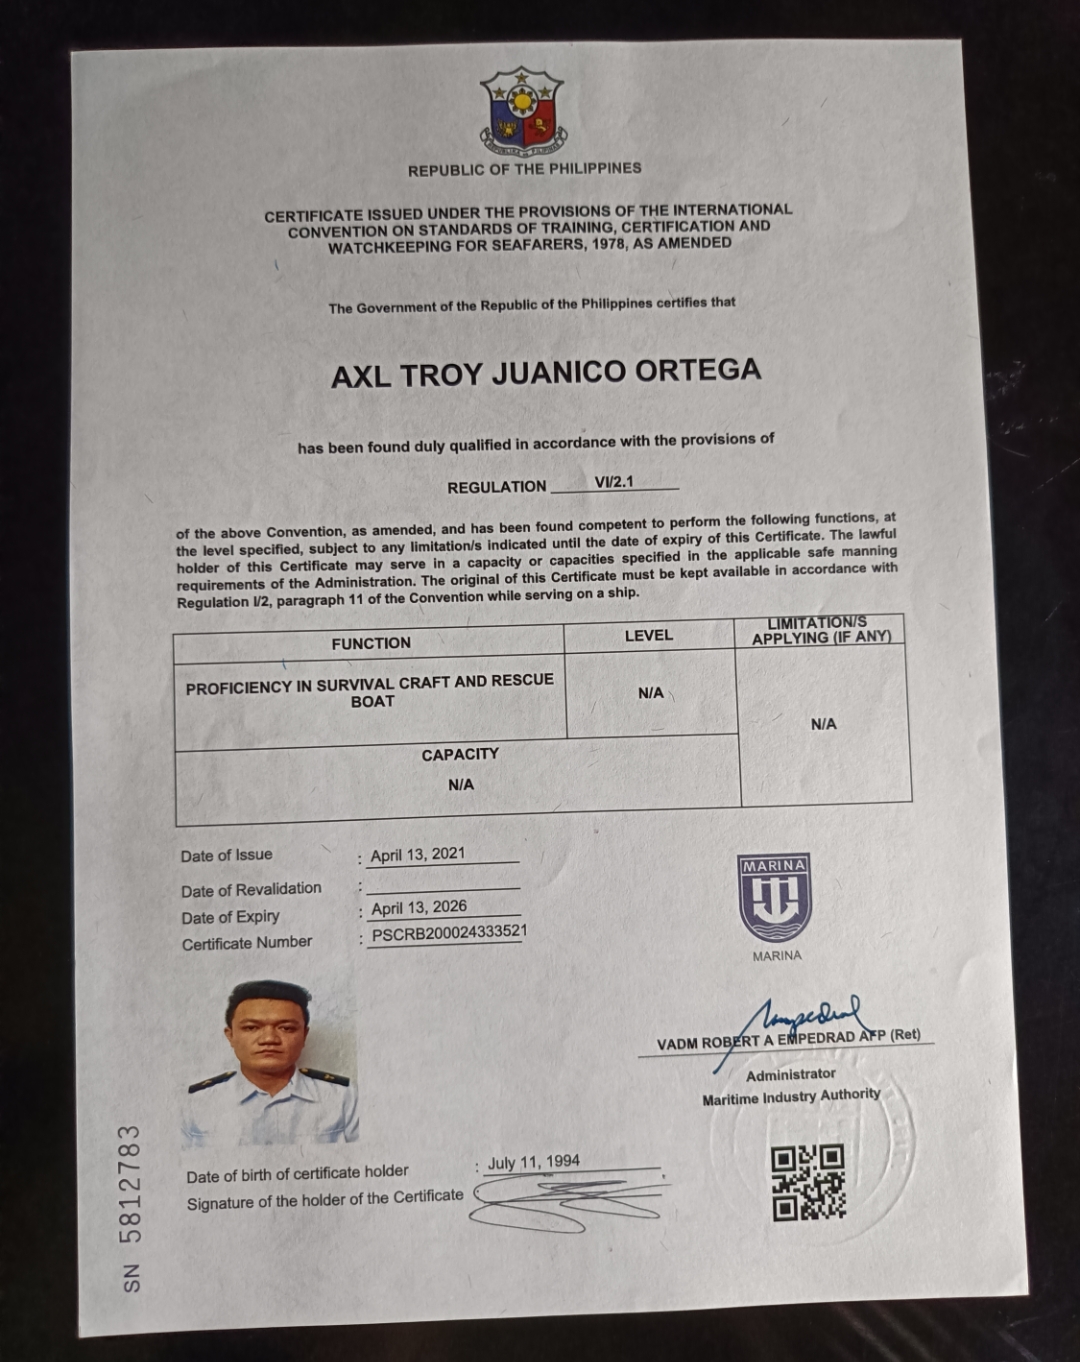 REPUBLIC OF THE PHILIPPINES
CERTIFICATE ISSUED UNDER THE PROVISIONS OF THE INTERNATIONAL
CONVENTION ON STANDARDS OF TRAINING, CERTIFICATION AND
WATCHKEEPING FOR SEAFARERS, 1978, AS AMENDED
The Government of the Republic of the Philippines certifies that
AXL TROY JUANICO ORTEGA
has been found duly qualified in accordance with the provisions of
REGULATION VI/2.1
of the above Convention, as amended, and has been found competent to perform the following functions, at
the level specified, subject to any limitation/s indicated until the date of expiry of this Certificate. The lawful
holder of this Certificate may serve in a capacity or capacities specified in the applicable safe manning
requirements of the Administration. The original of this Certificate must be kept available in accordance with
Regulation I/2, paragraph 11 of the Convention while serving on a ship.
FUNCTION LEVEL LIMITATION/S
APPLYING (IF ANY)
PROFICIENCY IN SURVIVAL CRAFT AND RESCUE
BOAT
N/A
N/A
CAPACITY
N/A
Date of Issue : April 13, 2021
Date of Revalidation :
Date of Expiry : April 13, 2026
Certificate Number : PSCRB200024333521
MARINA
MARINA
VADM ROBERT A EMPEDRAD AFP (Ret)
Administrator
Maritime Industry Authority
Date of birth of certificate holder : July 11, 1994
Signature of the holder of the Certificate :
SN 5812783